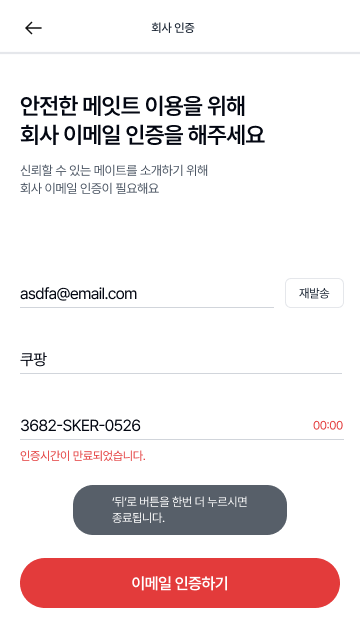 회사 인증
안전한 메잇트 이용을 위해
회사 이메일 인증을 해주세요
신뢰할 수 있는 메이트를 소개하기 위해
회사 이메일 인증이 필요해요
asdfa@email.com
재발송
쿠팡
3682-SKER-0526
00:00
인증시간이 만료되었습니다.
‘뒤’로 버튼을 한번 더 누르시면
종료됩니다.
이메일 인증하기